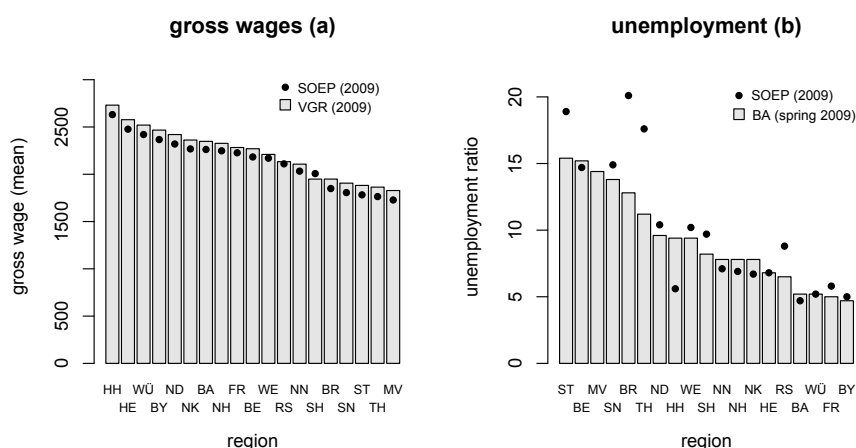 gross wages (a)
SOEP (2009)
VGR (2009)
gross wage (mean)
0
500
1500
2500
HH WÜ ND BA FR WE NN BR ST MV
HE BY NK NH BE RS SH SN TH
region
unemployment (b)
SOEP (2009)
BA (spring 2009)
unemployment ratio
0
5
10
15
20
ST MV BR ND WE NN NK RS WÜ BY
BE SN TH HH SH NH HE BA FR
region